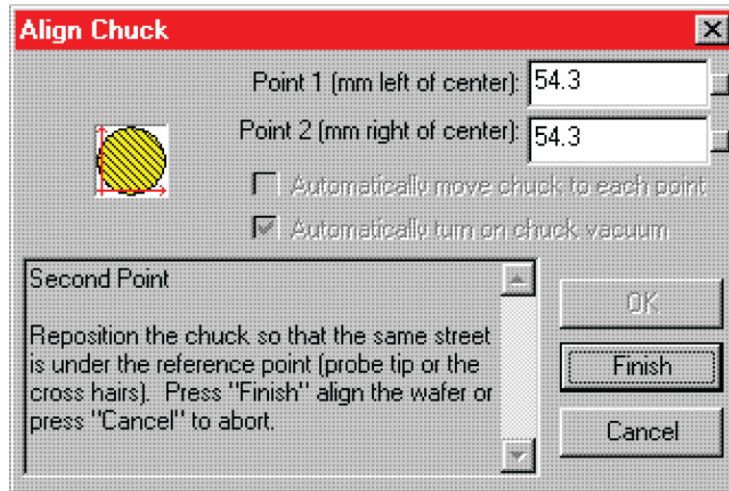 Align Chuck
Point 1 (mm left of center): 54.3
Point 2 (mm right of center): 54.3
Automatically move chuck to each point
Automatically turn on chuck vacuum
Second Point
Reposition the chuck so that the same street
is under the reference point (probe tip or the
cross hairs).  Press "Finish" align the wafer or
press "Cancel" to abort.
OK
Finish
Cancel